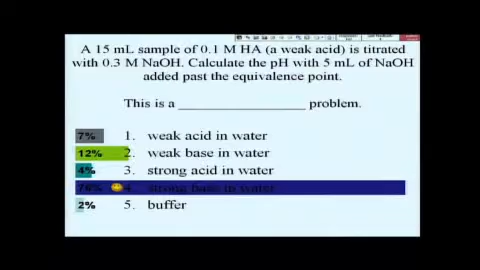 A 15 mL sample of 0.1 M HA (a weak acid) is titrated
with 0.3 M NaOH. Calculate the pH with 5 mL of NaOH
added past the equivalence point.
This is a ____________________ problem.
7% 1. weak acid in water
12% 2. weak base in water
4% 3. strong acid in water
76% 4. strong base in water
2% 5. buffer